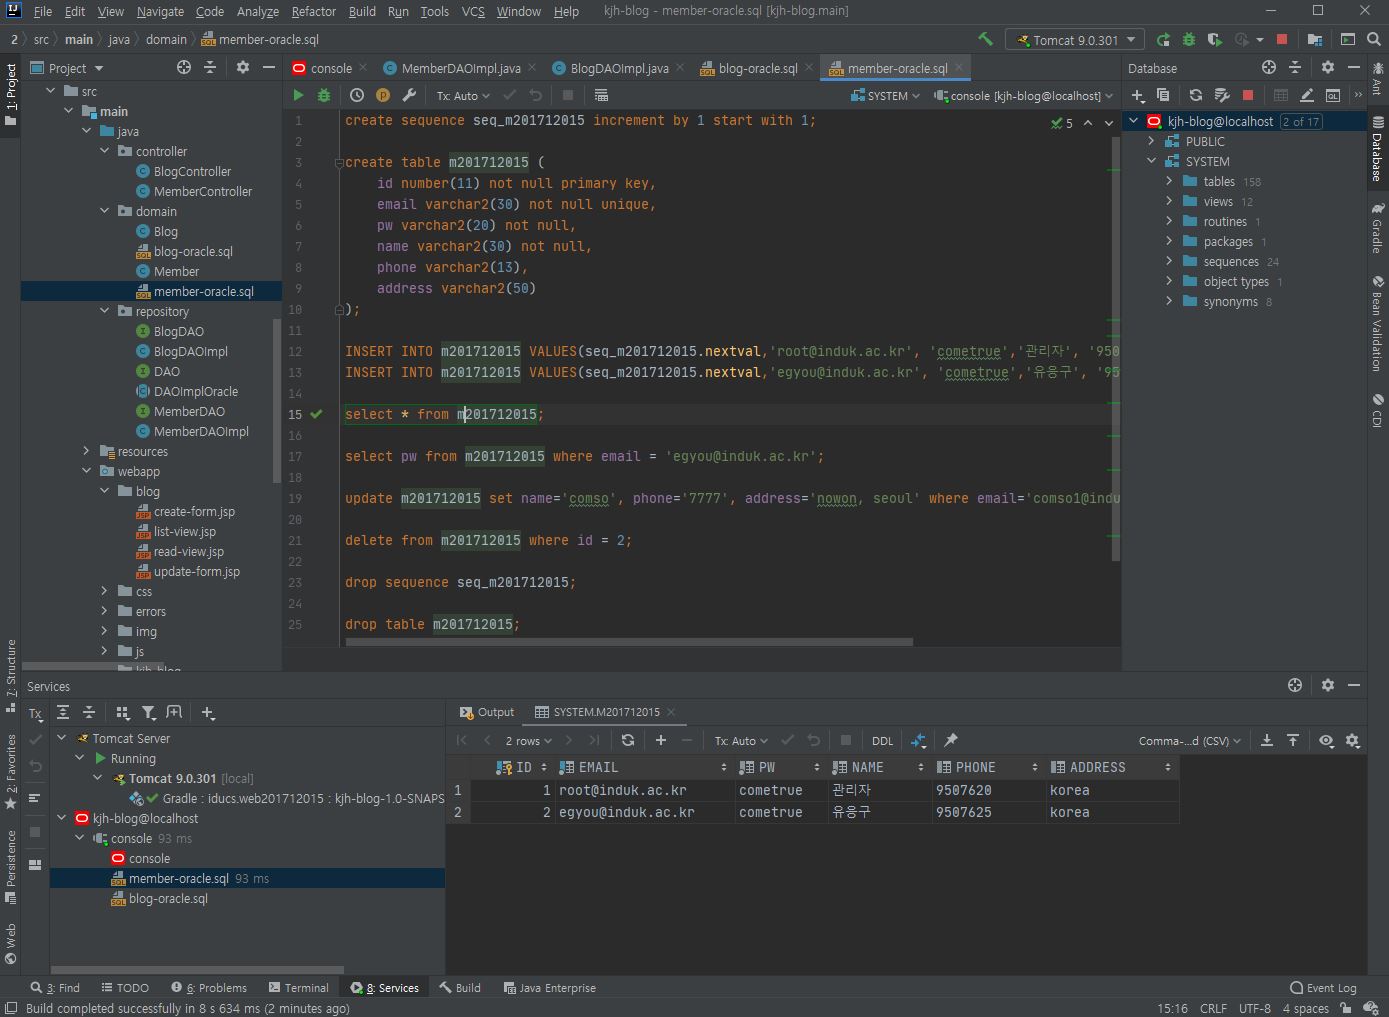 File Edit View Navigate Code Analyze Refactor Build Run Tools VCS Window Help kjh-blog - member-oracle.sql [kjh-blog.main]
2 src main java domain member-oracle.sql Tomcat 9.0.301
1: Project
Project
src
main
java
controller
BlogController
MemberController
domain
Blog
blog-oracle.sql
Member
member-oracle.sql
repository
BlogDAO
BlogDAOImpl
DAO
DAOImplOracle
MemberDAO
MemberDAOImpl
resources
webapp
blog
create-form.jsp
list-view.jsp
read-view.jsp
update-form.jsp
css
errors
img
js
kjh-blog
console MemberDAOImpl.java BlogDAOImpl.java blog-oracle.sql member-oracle.sql
Tx: Auto SYSTEM console [kjh-blog@localhost]
5
1 create sequence seq_m201712015 increment by 1 start with 1;
2
3 create table m201712015 (
4 id number(11) not null primary key,
5 email varchar2(30) not null unique,
6 pw varchar2(20) not null,
7 name varchar2(30) not null,
8 phone varchar2(13),
9 address varchar2(50)
10 );
11
12 INSERT INTO m201712015 VALUES(seq_m201712015.nextval,'root@induk.ac.kr', 'cometrue','관리자', '950
13 INSERT INTO m201712015 VALUES(seq_m201712015.nextval,'egyou@induk.ac.kr', 'cometrue','유응구', '95
14
15 select * from m201712015;
16
17 select pw from m201712015 where email = 'egyou@induk.ac.kr';
18
19 update m201712015 set name='comso', phone='7777', address='nowon, seoul' where email='comso1@indu
20
21 delete from m201712015 where id = 2;
22
23 drop sequence seq_m201712015;
24
25 drop table m201712015;
Database
kjh-blog@localhost 2 of 17
PUBLIC
SYSTEM
tables 158
views 12
routines 1
packages 1
sequences 24
object types 1
synonyms 8
Ant
Database
Gradle
Bean Validation
CDI
7: Structure
2: Favorites
Persistence
Web
Services
Tx
Tomcat Server
Running
Tomcat 9.0.301 [local]
Gradle : iducs.web201712015 : kjh-blog-1.0-SNAPS
kjh-blog@localhost
console 93 ms
console
member-oracle.sql 93 ms
blog-oracle.sql
Output SYSTEM.M201712015
2 rows Tx: Auto DDL Comma-...d (CSV)
ID EMAIL PW NAME PHONE ADDRESS
1 1 root@induk.ac.kr cometrue 관리자 9507620 korea
2 2 egyou@induk.ac.kr cometrue 유응구 9507625 korea
3: Find TODO 6: Problems Terminal 8: Services Build Java Enterprise Event Log
Build completed successfully in 8 s 634 ms (2 minutes ago) 15:16 CRLF UTF-8 4 spaces